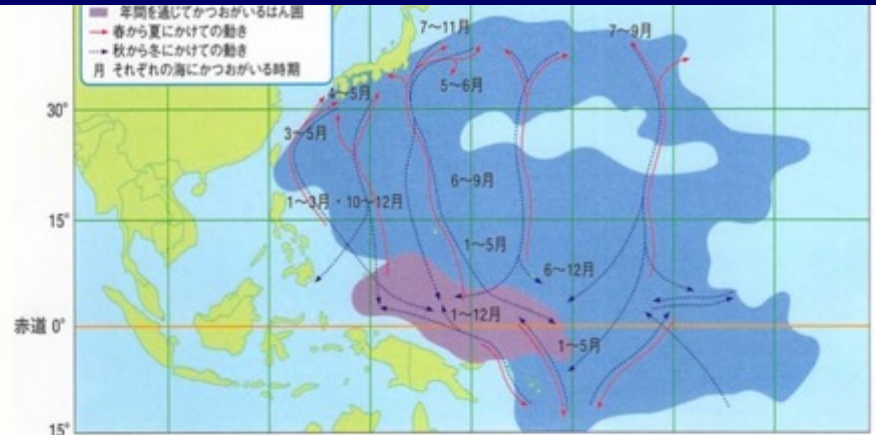 年間を通じてかつおがいるはん囲
春から夏にかけての動き
秋から冬にかけての動き
月 それぞれの海にかつおがいる時期
7〜11月
7〜9月
5〜6月
4〜5月
30°
3〜5月
6〜9月
1〜3月・10〜12月
15°
1〜5月
6〜12月
1〜12月
赤道 0°
1〜5月
15°